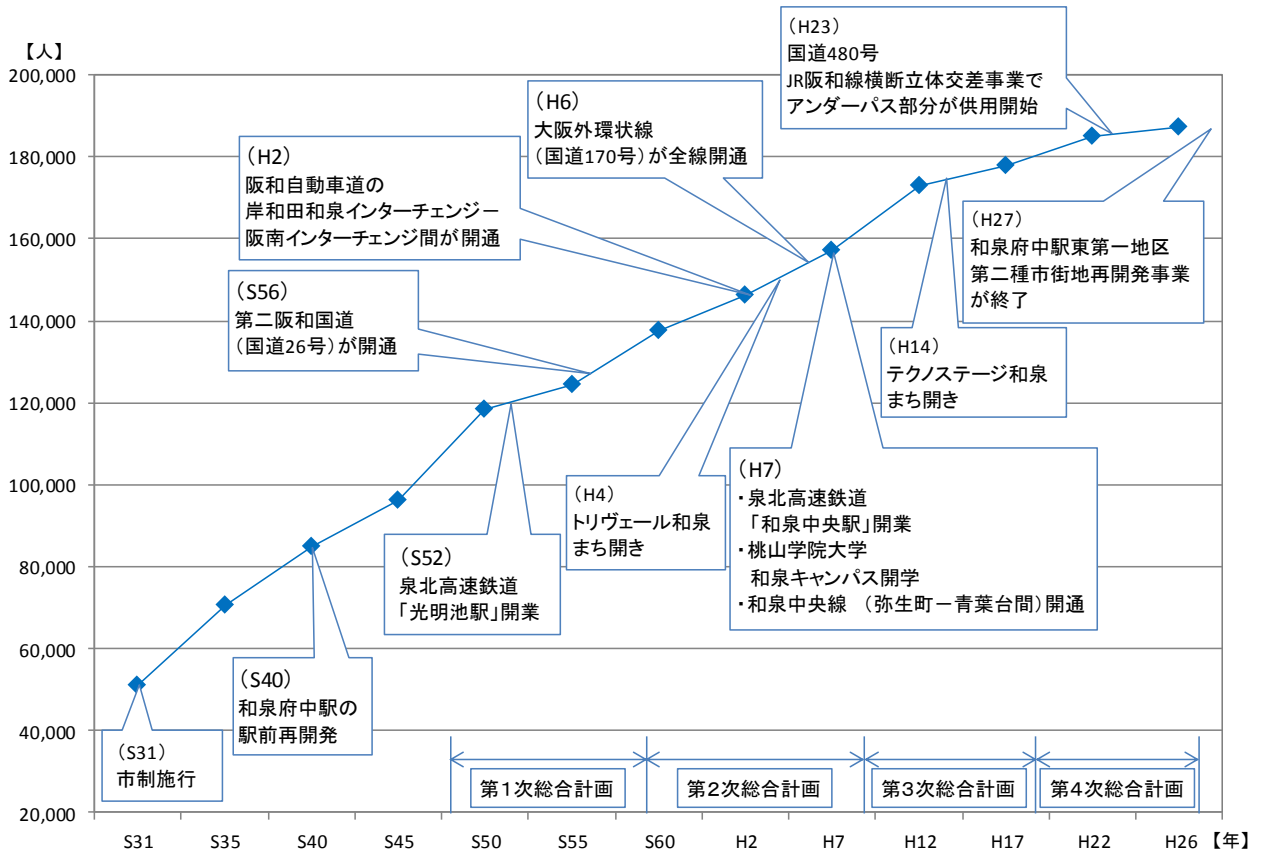 【人】
200,000
180,000
160,000
140,000
120,000
100,000
80,000
60,000
40,000
20,000
(H23)
国道480号
JR阪和線横断立体交差事業で
アンダーパス部分が供用開始
(H6)
大阪外環状線
(国道170号)が全線開通
(H2)
阪和自動車道の
岸和田和泉インターチェンジー
阪南インターチェンジ間が開通
(S56)
第二阪和国道
(国道26号)が開通
(H27)
和泉府中駅東第一地区
第二種市街地再開発事業
が終了
(H14)
テクノステージ和泉
まち開き
(H4)
トリヴェール和泉
まち開き
(H7)
・泉北高速鉄道
「和泉中央駅」開業
・桃山学院大学
和泉キャンパス開学
・和泉中央線 (弥生町ー青葉台間)開通
(S52)
泉北高速鉄道
「光明池駅」開業
(S40)
和泉府中駅の
駅前再開発
(S31)
市制施行
第1次総合計画 第2次総合計画 第3次総合計画 第4次総合計画
S31 S35 S40 S45 S50 S55 S60 H2 H7 H12 H17 H22 H26 【年】